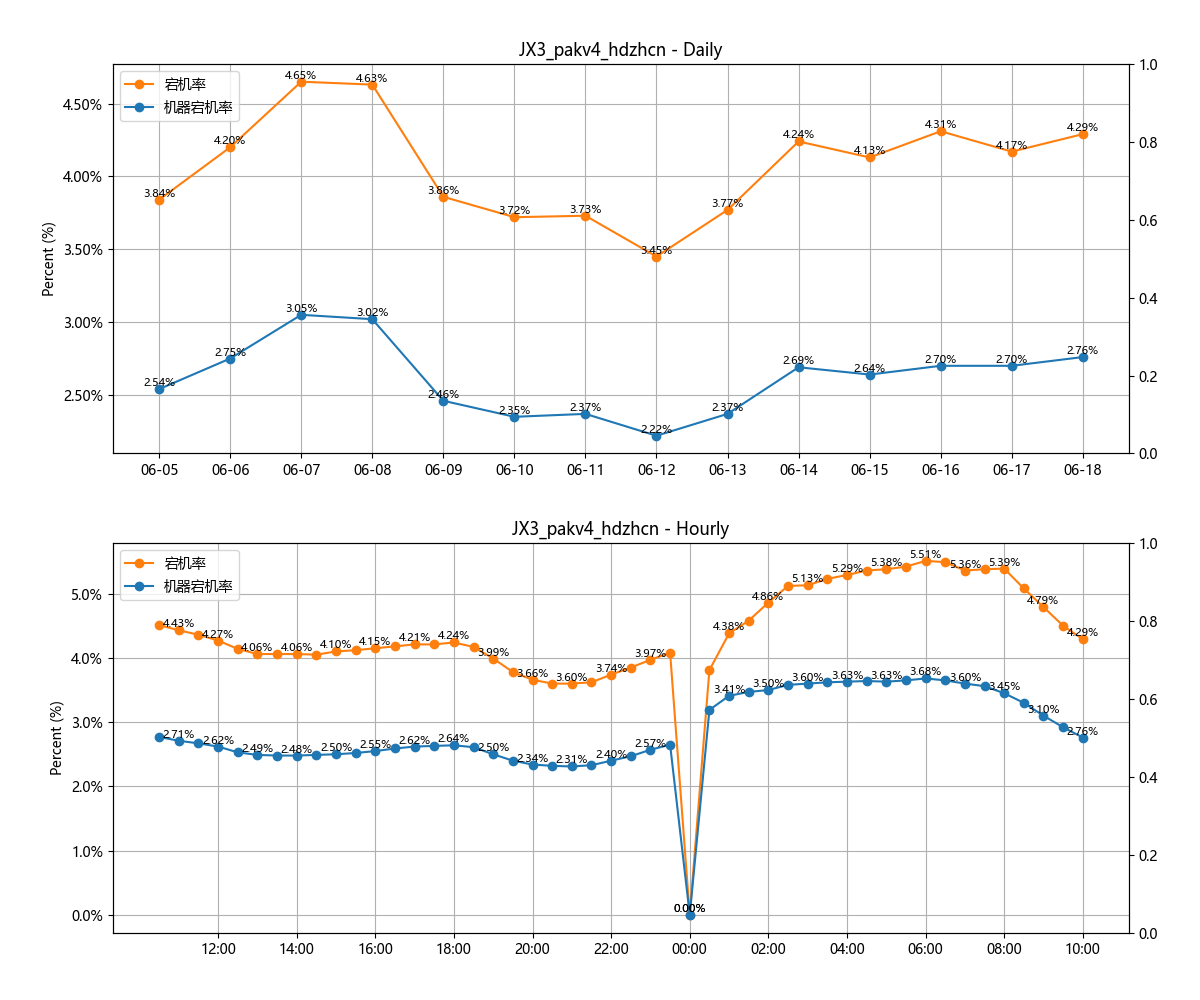 JX3_pakv4_hdzhcn - Daily
宕机率
机器宕机率
Percent (%)
4.50%
4.00%
3.50%
3.00%
2.50%
1.0
0.8
0.6
0.4
0.2
0.0
3.84% 4.20% 4.65% 4.63% 3.86% 3.72% 3.73% 3.45% 3.77% 4.24% 4.13% 4.31% 4.17% 4.29%
2.54% 2.75% 3.05% 3.02% 2.46% 2.35% 2.37% 2.22% 2.37% 2.69% 2.64% 2.70% 2.70% 2.76%
06-05 06-06 06-07 06-08 06-09 06-10 06-11 06-12 06-13 06-14 06-15 06-16 06-17 06-18
JX3_pakv4_hdzhcn - Hourly
宕机率
机器宕机率
Percent (%)
5.0%
4.0%
3.0%
2.0%
1.0%
0.0%
1.0
0.8
0.6
0.4
0.2
0.0
4.43% 4.27% 4.06% 4.06% 4.10% 4.15% 4.21% 4.24% 3.99% 3.66% 3.60% 3.74% 3.97% 0.00% 4.38% 4.86% 5.13% 5.29% 5.38% 5.51% 5.36% 5.39% 4.79% 4.29%
2.71% 2.62% 2.49% 2.48% 2.50% 2.55% 2.62% 2.64% 2.50% 2.34% 2.31% 2.40% 2.57% 0.00% 3.41% 3.50% 3.60% 3.63% 3.63% 3.68% 3.60% 3.45% 3.10% 2.76%
12:00 14:00 16:00 18:00 20:00 22:00 00:00 02:00 04:00 06:00 08:00 10:00